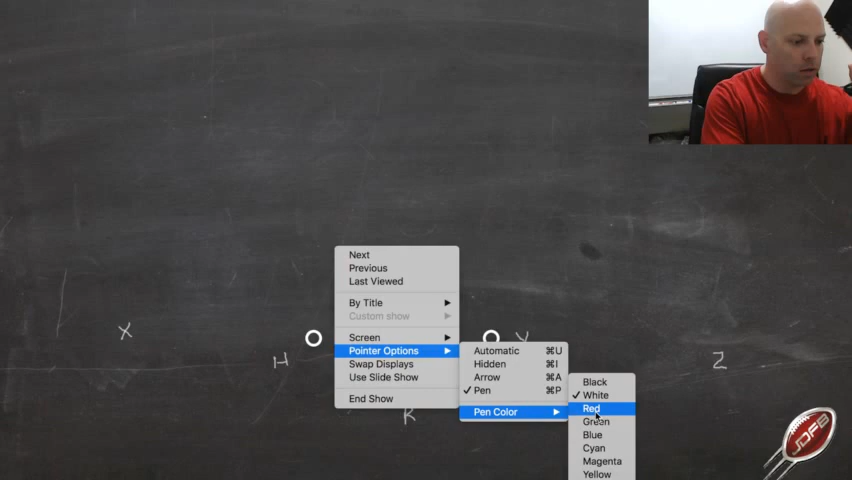 Next
Previous
Last Viewed
By Title
Custom show
Screen
Pointer Options
Swap Displays
Use Slide Show
End Show
Automatic ⌘U
Hidden ⌘I
Arrow ⌘A
Pen ⌘P
Pen Color
Black
White
Red
Green
Blue
Cyan
Magenta
Yellow
X
H
Y
Z
R
JDFB